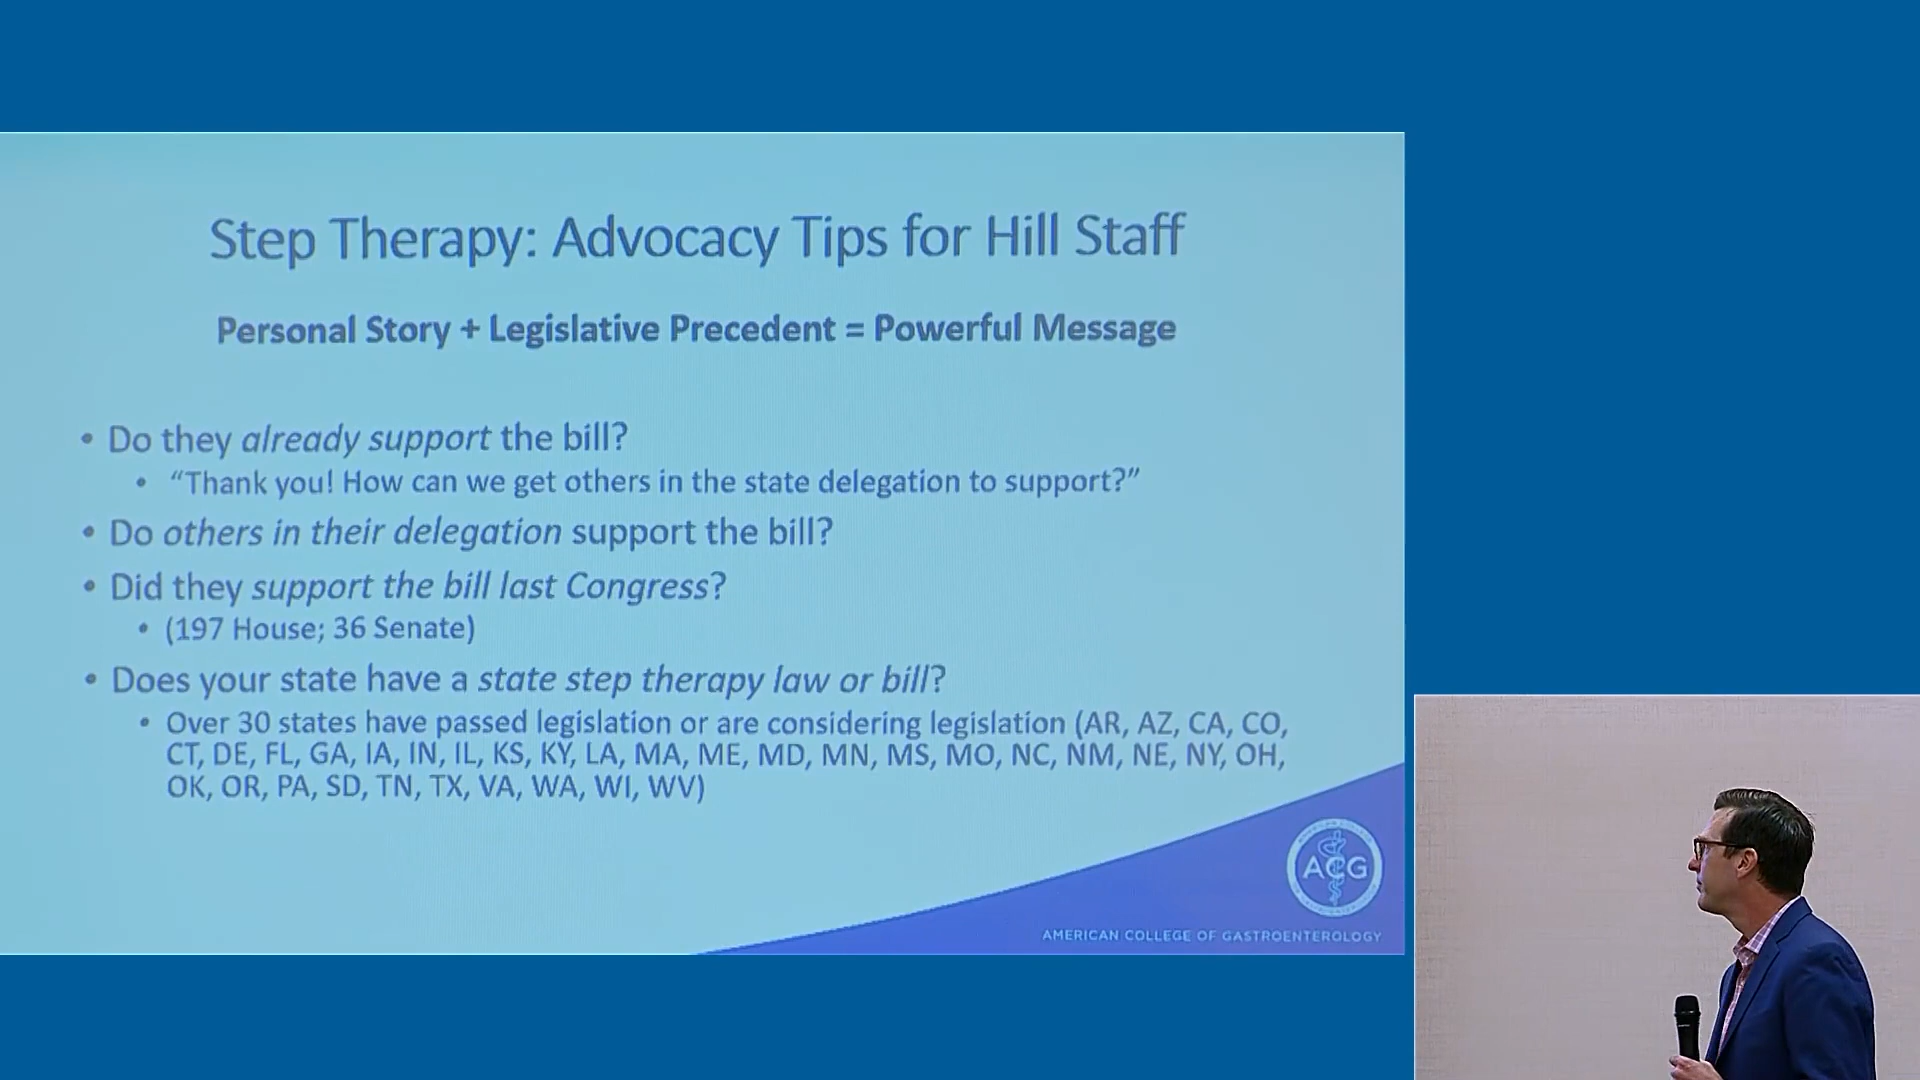 Step Therapy: Advocacy Tips for Hill Staff
Personal Story + Legislative Precedent = Powerful Message
• Do they already support the bill?
• “Thank you! How can we get others in the state delegation to support?”
• Do others in their delegation support the bill?
• Did they support the bill last Congress?
• (197 House; 36 Senate)
• Does your state have a state step therapy law or bill?
• Over 30 states have passed legislation or are considering legislation (AR, AZ, CA, CO,
CT, DE, FL, GA, IA, IN, IL, KS, KY, LA, MA, ME, MD, MN, MS, MO, NC, NM, NE, NY, OH,
OK, OR, PA, SD, TN, TX, VA, WA, WI, WV)
ACG
AMERICAN COLLEGE OF GASTROENTEROLOGY